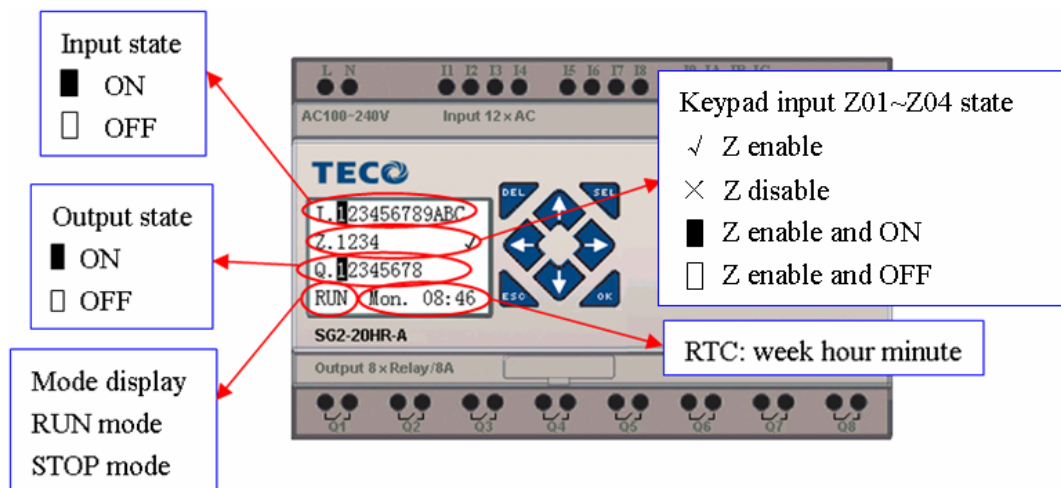 Input state
ON
OFF
Output state
ON
OFF
Mode display
RUN mode
STOP mode
L N I1 I2 I3 I4 I5 I6 I7 I8
AC100~240V Input 12×AC
TECO
I.123456789ABC
Z.1234 √
Q.12345678
RUN Mon. 08:46
DEL SEL
ESC OK
SG2-20HR-A
Output 8×Relay/8A
Q1 Q2 Q3 Q4 Q5 Q6 Q7 Q8
Keypad input Z01~Z04 state
√ Z enable
× Z disable
Z enable and ON
Z enable and OFF
RTC: week hour minute